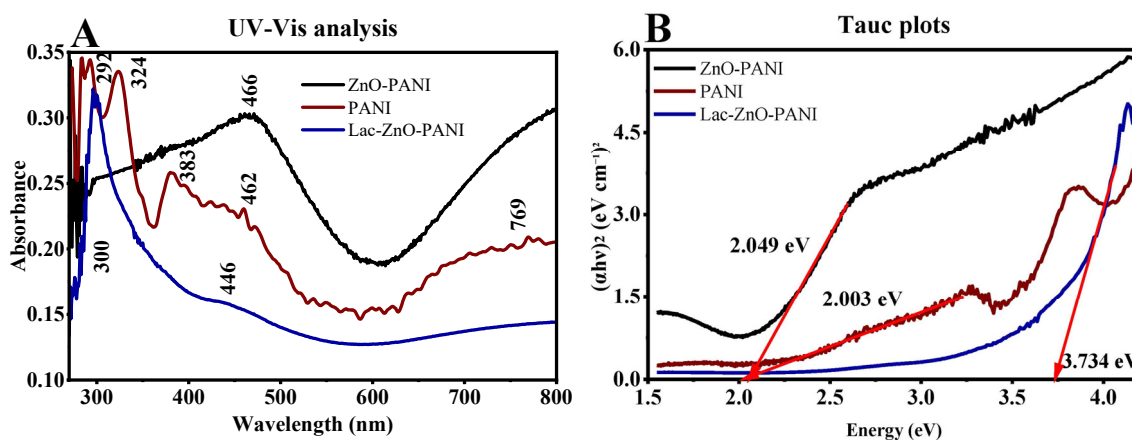 A
UV-Vis analysis
0.35
0.30
0.25
0.20
0.15
0.10
Absorbance
292
324
466
383
462
769
300
446
ZnO-PANI
PANI
Lac-ZnO-PANI
300
400
500
600
700
800
Wavelength (nm)
B
Tauc plots
6.0
4.5
3.0
1.5
0.0
(αhν)² (eV cm⁻¹)²
ZnO-PANI
PANI
Lac-ZnO-PANI
2.049 eV
2.003 eV
3.734 eV
1.5
2.0
2.5
3.0
3.5
4.0
Energy (eV)